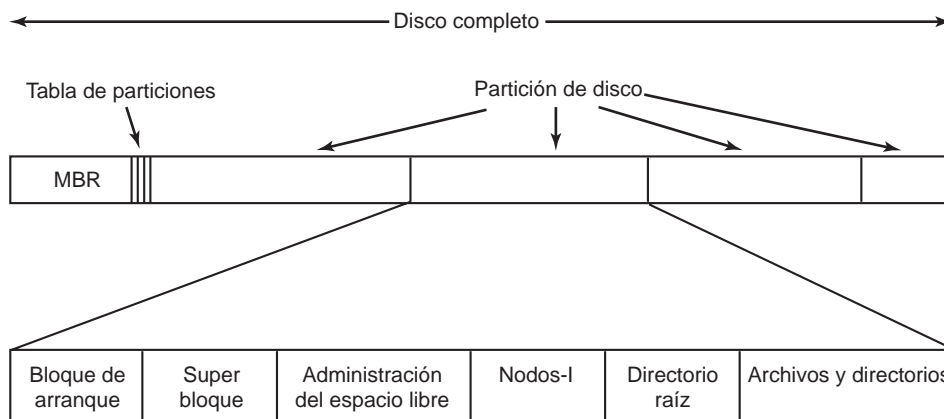 Disco completo
Tabla de particiones
Partición de disco
MBR
Bloque de
arranque
Super
bloque
Administración
del espacio libre
Nodos-I
Directorio
raíz
Archivos y directorios